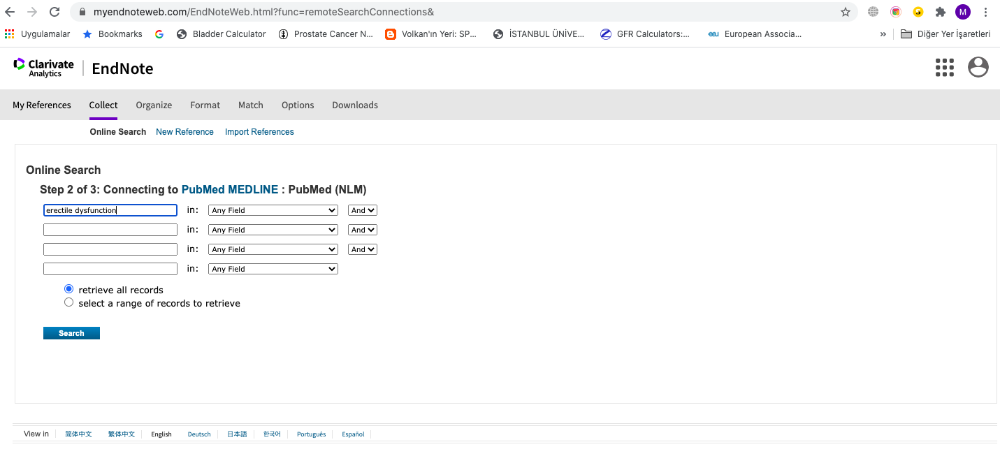 myendnoteweb.com/EndNoteWeb.html?func=remoteSearchConnections& M
Uygulamalar Bookmarks Bladder Calculator Prostate Cancer N... Volkan'ın Yeri: SP... İSTANBUL ÜNİVE... GFR Calculators:... eau European Associa... » Diğer Yer İşaretleri
Clarivate Analytics EndNote
My References Collect Organize Format Match Options Downloads
Online Search New Reference Import References
Online Search
Step 2 of 3: Connecting to PubMed MEDLINE : PubMed (NLM)
erectile dysfunction in: Any Field And
in: Any Field And
in: Any Field And
in: Any Field
retrieve all records
select a range of records to retrieve
Search
View in 简体中文 繁体中文 English Deutsch 日本語 한국어 Português Español